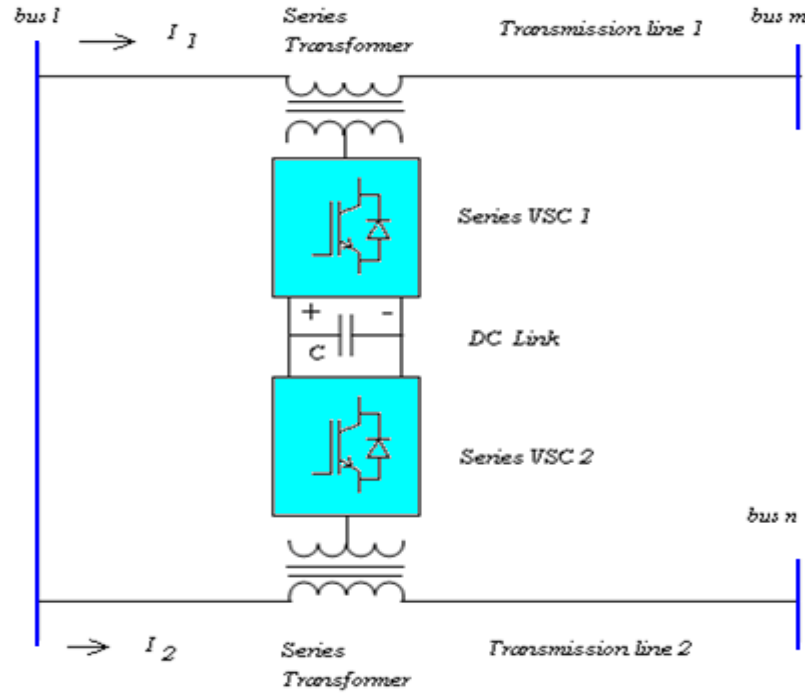 bus l
I 1
Series
Transformer
Transmission line 1
bus m
Series VSC 1
+
-
C
DC Link
Series VSC 2
bus n
I 2
Series
Transformer
Transmission line 2